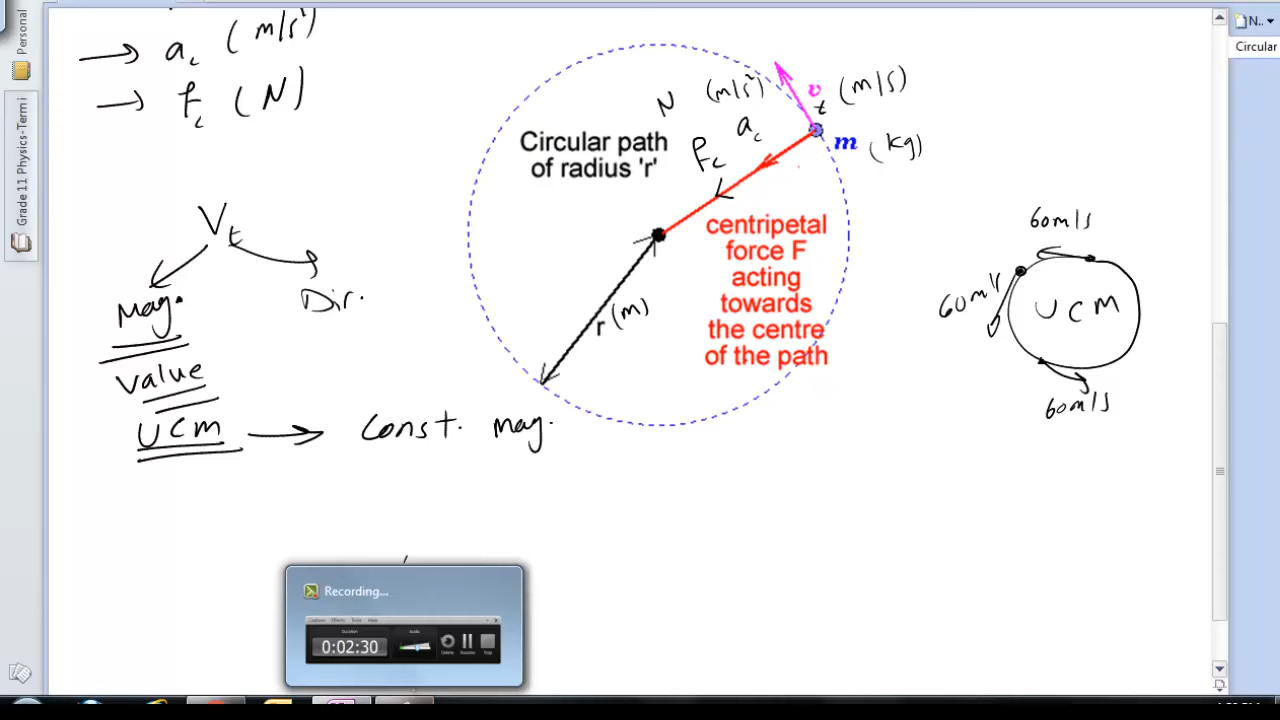 Personal
Grade 11 Physics-Termi
N..
Circular
→ ac (m/s²)
→ Fc (N)
Circular path
of radius 'r'
N (m/s²)
ac
Fc
v t (m/s)
m (kg)
r (m)
centripetal
force F
acting
towards
the centre
of the path
Vt
Mag.
Dir.
Value
UCM → Const. mag.
60m/s
60m/s
UCM
60m/s
Recording...
Duration
Audio
0:02:30